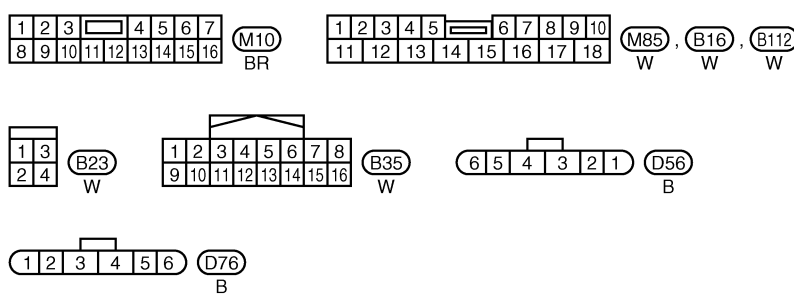 1 2 3 4 5 6 7
8 9 10 11 12 13 14 15 16
M10
BR
1 2 3 4 5 6 7 8 9 10
11 12 13 14 15 16 17 18
M85 , B16 , B112
W W W
1 3
2 4
B23
W
1 2 3 4 5 6 7 8
9 10 11 12 13 14 15 16
B35
W
6 5 4 3 2 1
D56
B
1 2 3 4 5 6
D76
B